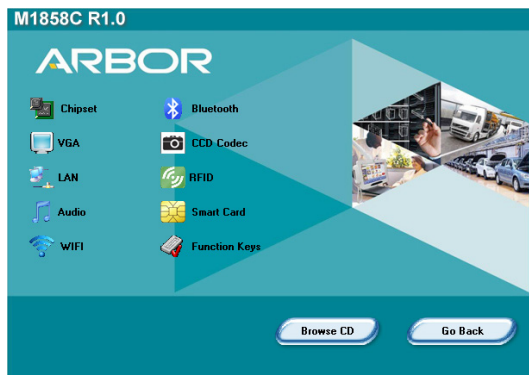 M1858C R1.0
ARBOR
Chipset
Bluetooth
VGA
CCD Codec
LAN
RFID
Audio
Smart Card
WIFI
Function Keys
Browse CD
Go Back